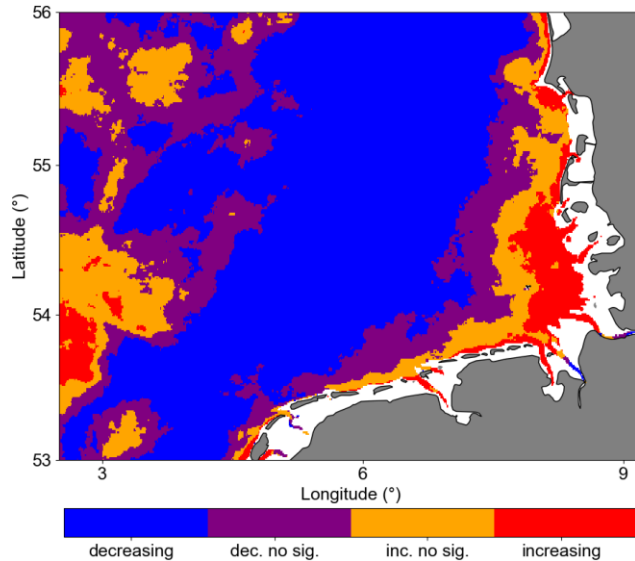 56
55
54
53
Latitude (°)
3
6
9
Longitude (°)
decreasing
dec. no sig.
inc. no sig.
increasing